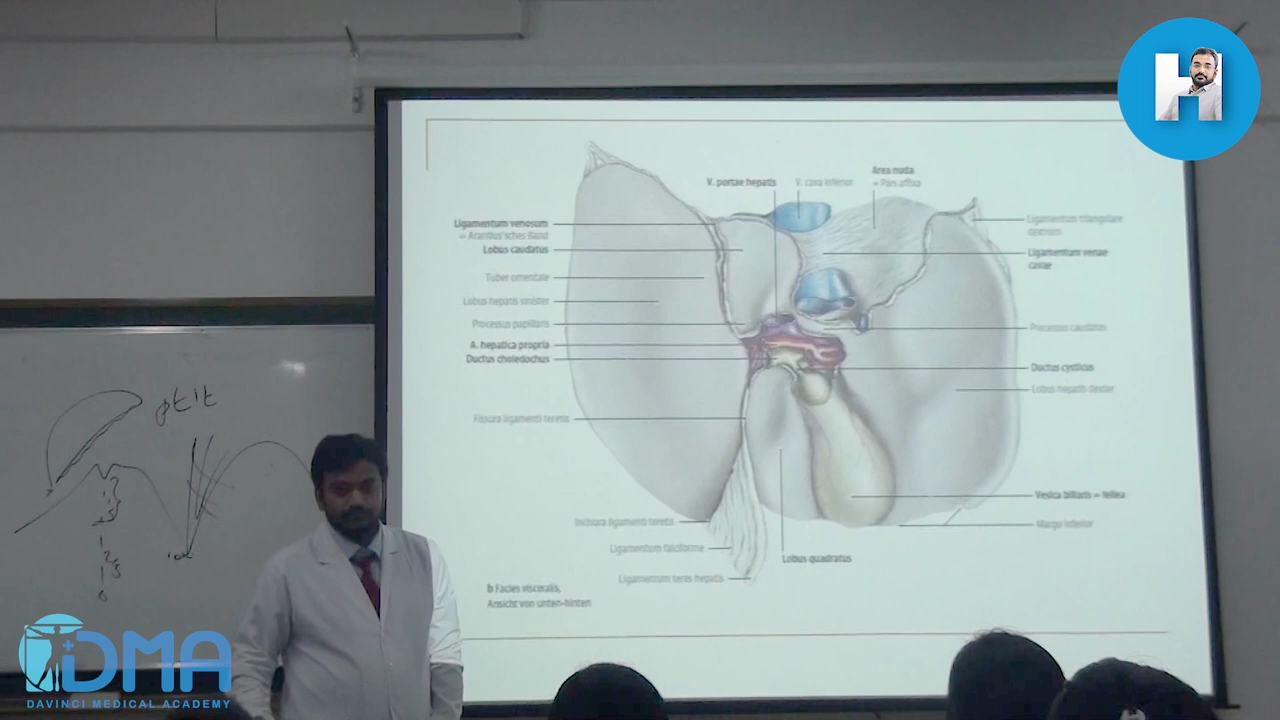 H
V. portae hepatis
V. cava inferior
Area nuda
= Pars affixa
Ligamentum venosum
= Arantius'sches Band
Lobus caudatus
Tuber omentale
Lobus hepatis sinister
Processus papillaris
A. hepatica propria
Ductus choledochus
Fissura ligamenti teretis
Incisura ligamenti teretis
Ligamentum falciforme
Ligamentum teres hepatis
Ligamentum triangulare
dextrum
Ligamentum venae
cavae
Processus caudatus
Ductus cysticus
Lobus hepatis dexter
Vesica biliaris = fellea
Margo inferior
Lobus quadratus
b Facies visceralis,
Ansicht von unten-hinten
DMA
DAVINCI MEDICAL ACADEMY